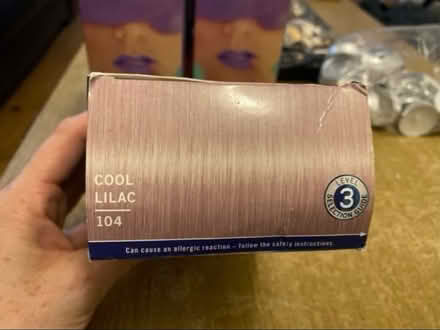 COOL
LILAC
104
LEVEL
3
SELECTION GUIDE
Can cause an allergic reaction – follow the safety instructions.